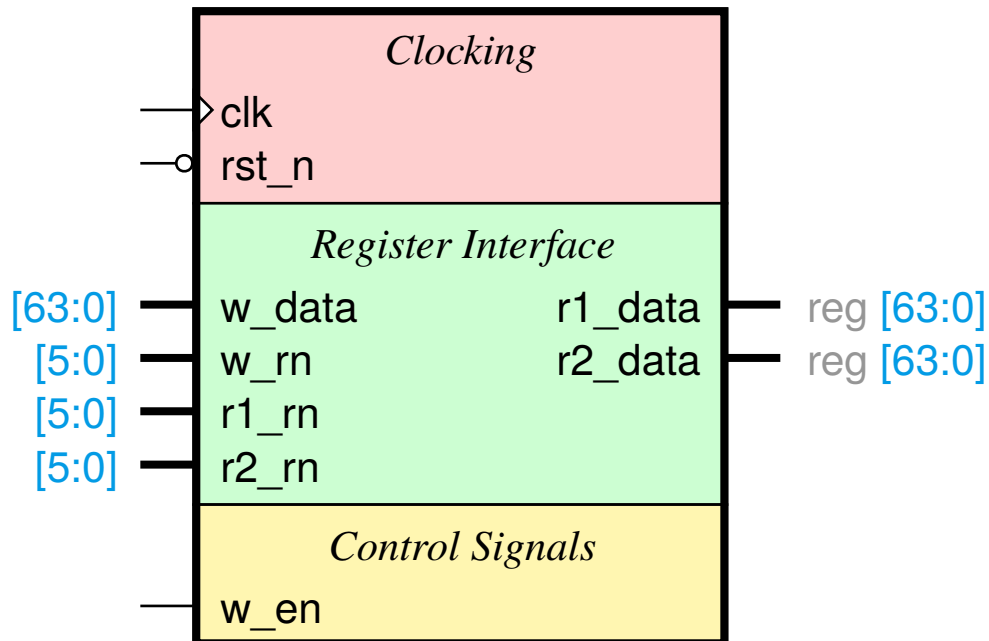 Clocking
clk
rst_n
Register Interface
[63:0] w_data r1_data reg [63:0]
[5:0] w_rn r2_data reg [63:0]
[5:0] r1_rn
[5:0] r2_rn
Control Signals
w_en